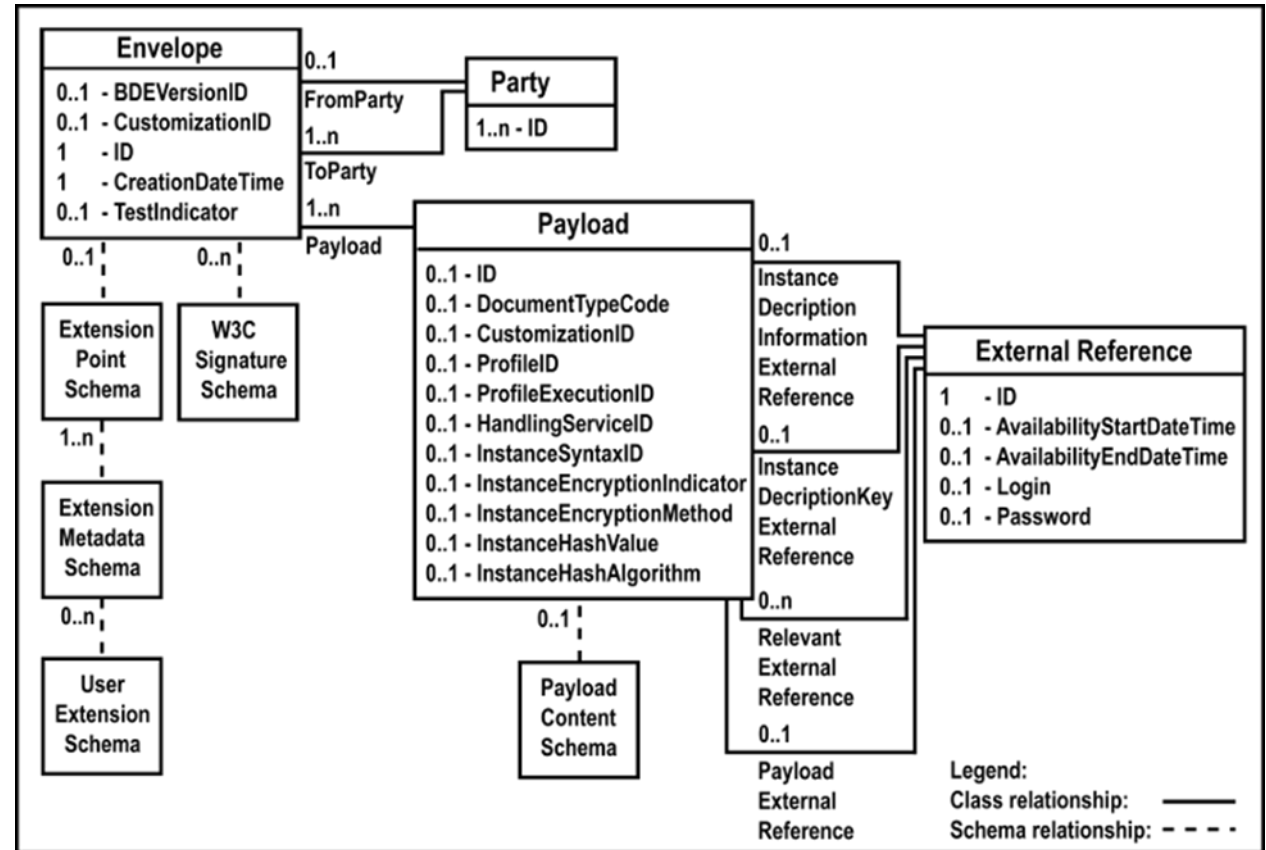 Envelope
0..1 - BDEVersionID
0..1 - CustomizationID
1 - ID
1 - CreationDateTime
0..1 - TestIndicator
0..1
FromParty
1..n
ToParty
Party
1..n - ID
1..n
Payload
0..1
0..n
Extension
Point
Schema
W3C
Signature
Schema
1..n
Extension
Metadata
Schema
0..n
User
Extension
Schema
Payload
0..1 - ID
0..1 - DocumentTypeCode
0..1 - CustomizationID
0..1 - ProfileID
0..1 - ProfileExecutionID
0..1 - HandlingServiceID
0..1 - InstanceSyntaxID
0..1 - InstanceEncryptionIndicator
0..1 - InstanceEncryptionMethod
0..1 - InstanceHashValue
0..1 - InstanceHashAlgorithm
0..1
Payload
Content
Schema
0..1
Instance
Decription
Information
External
Reference
0..1
Instance
DecriptionKey
External
Reference
0..n
Relevant
External
Reference
0..1
Payload
External
Reference
External Reference
1 - ID
0..1 - AvailabilityStartDateTime
0..1 - AvailabilityEndDateTime
0..1 - Login
0..1 - Password
Legend:
Class relationship:
Schema relationship: